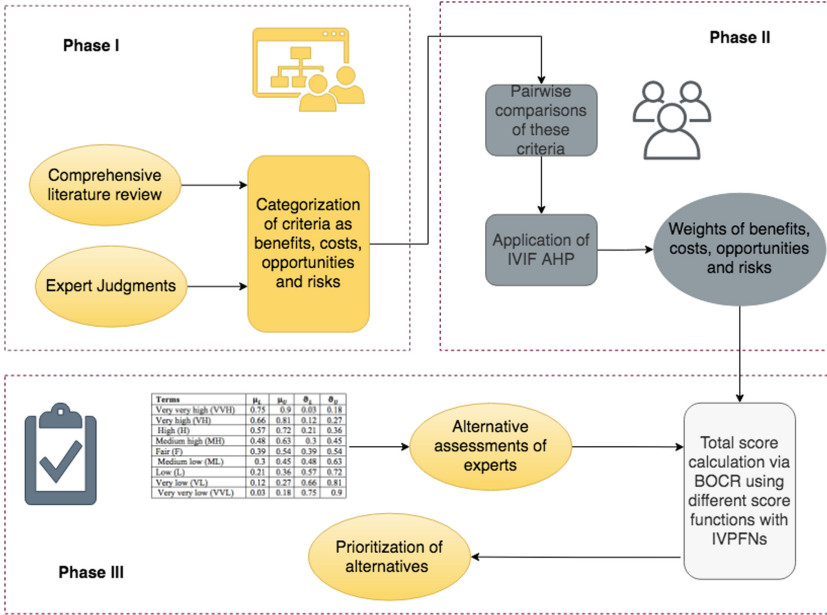 Phase I
Comprehensive
literature review
Expert Judgments
Categorization
of criteria as
benefits, costs,
opportunities
and risks
Phase II
Pairwise
comparisons
of these
criteria
Application of
IVIF AHP
Weights of benefits,
costs, opportunities
and risks
Terms μL μU ϑL ϑU
Very very high (VVH) 0.75 0.9 0.03 0.18
Very high (VH) 0.66 0.81 0.12 0.27
High (H) 0.57 0.72 0.21 0.36
Medium high (MH) 0.48 0.63 0.3 0.45
Fair (F) 0.39 0.54 0.39 0.54
Medium low (ML) 0.3 0.45 0.48 0.63
Low (L) 0.21 0.36 0.57 0.72
Very low (VL) 0.12 0.27 0.66 0.81
Very very low (VVL) 0.03 0.18 0.75 0.9
Alternative
assessments of
experts
Total score
calculation via
BOCR using
different score
functions with
IVPFNs
Prioritization of
alternatives
Phase III